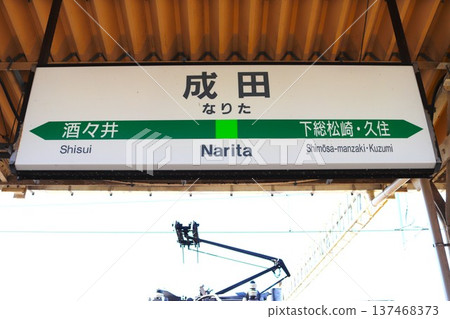 成田
なりた
酒々井
下総松崎・久住
Shisui
Narita
Shimōsa-manzaki・Kuzumi
137468373